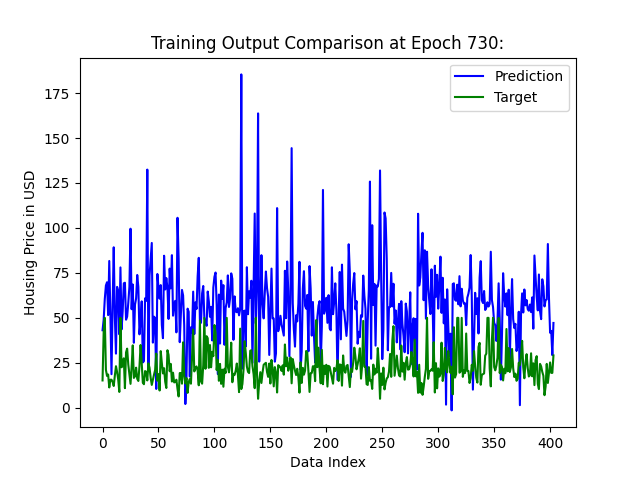 Training Output Comparison at Epoch 730:
Prediction
Target
Housing Price in USD
175
150
125
100
75
50
25
0
0 50 100 150 200 250 300 350 400
Data Index